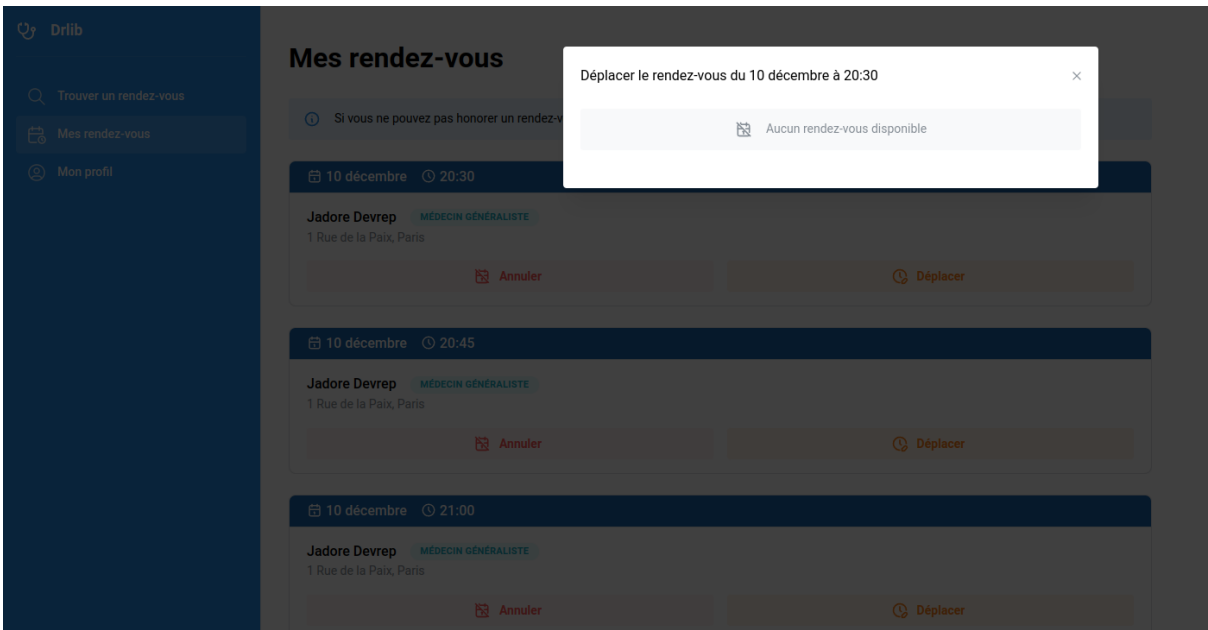 Drlib
Trouver un rendez-vous
Mes rendez-vous
Mon profil
Mes rendez-vous
Si vous ne pouvez pas honorer un rendez-v
Déplacer le rendez-vous du 10 décembre à 20:30
Aucun rendez-vous disponible
10 décembre 20:30
Jadore Devrep MÉDECIN GÉNÉRALISTE
1 Rue de la Paix, Paris
Annuler Déplacer
10 décembre 20:45
Jadore Devrep MÉDECIN GÉNÉRALISTE
1 Rue de la Paix, Paris
Annuler Déplacer
10 décembre 21:00
Jadore Devrep MÉDECIN GÉNÉRALISTE
1 Rue de la Paix, Paris
Annuler Déplacer